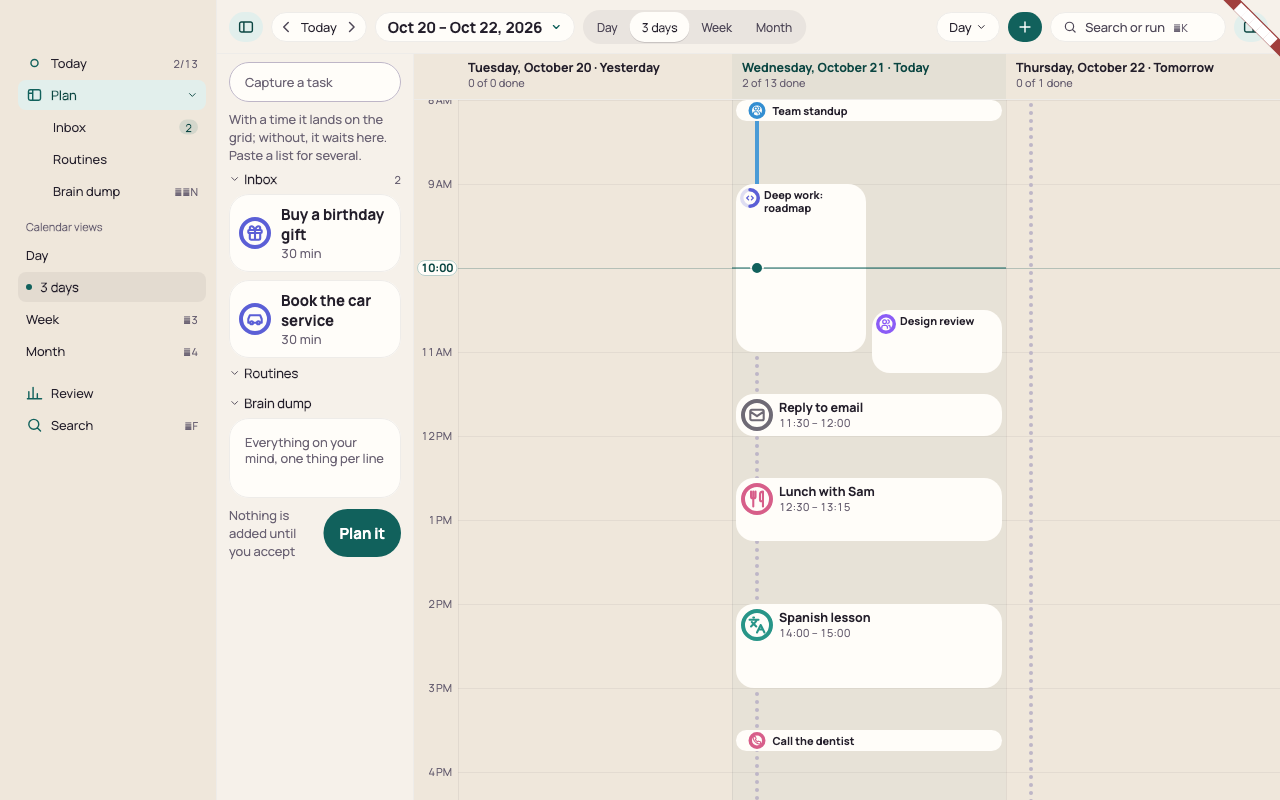 Today
Oct 20 – Oct 22, 2026
Day
3 days
Week
Month
Day
Search or run
K
Today
2/13
Plan
Inbox
2
Routines
Brain dump
N
Calendar views
Day
3 days
Week
3
Month
4
Review
Search
F
Capture a task
With a time it lands on the
grid; without, it waits here.
Paste a list for several.
Inbox
2
Buy a birthday
gift
30 min
Book the car
service
30 min
Routines
Brain dump
Everything on your
mind, one thing per line
Nothing is
added until
you accept
Plan it
Tuesday, October 20 · Yesterday
0 of 0 done
Wednesday, October 21 · Today
2 of 13 done
Thursday, October 22 · Tomorrow
0 of 1 done
8 AM
Team standup
9 AM
Deep work:
roadmap
10:00
Design review
11 AM
Reply to email
11:30 – 12:00
12 PM
Lunch with Sam
12:30 – 13:15
1 PM
2 PM
Spanish lesson
14:00 – 15:00
3 PM
Call the dentist
4 PM